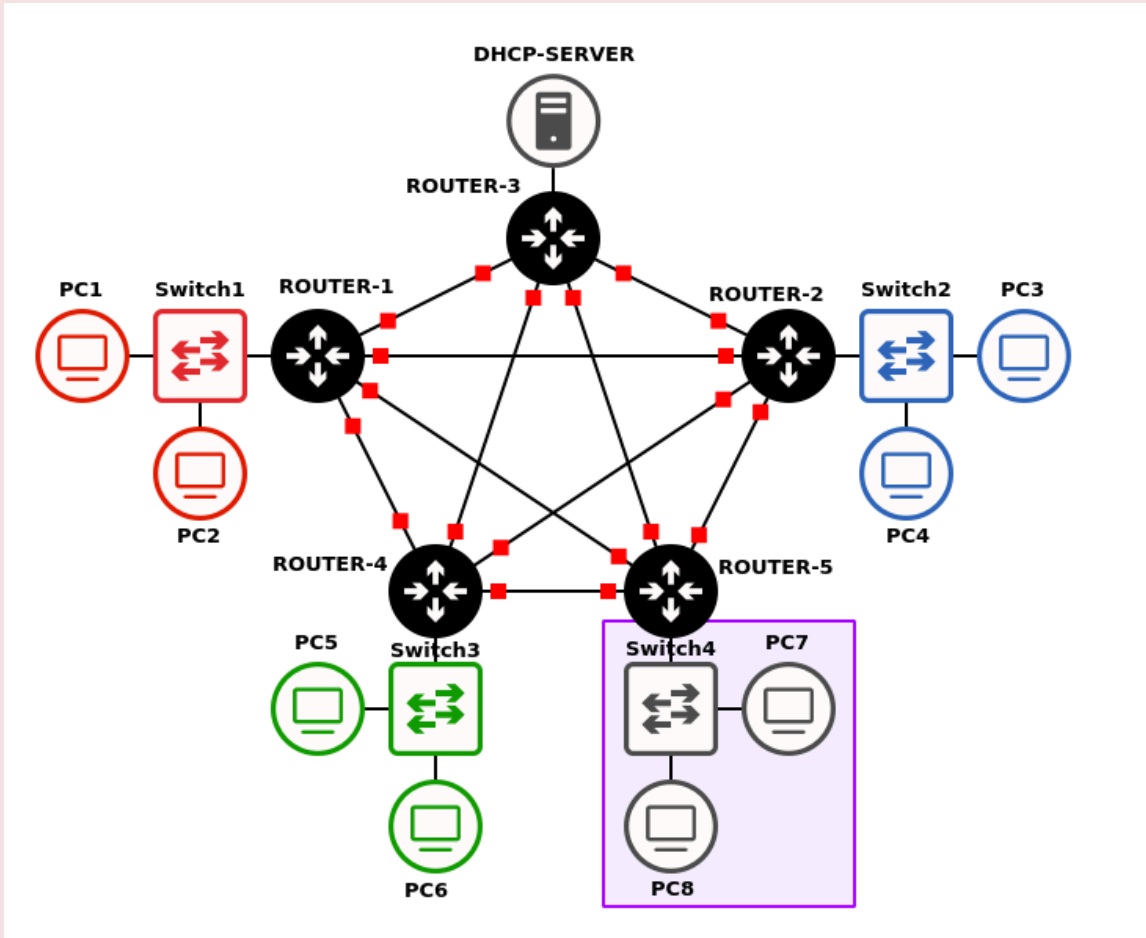 DHCP-SERVER
ROUTER-3
PC1
Switch1
ROUTER-1
ROUTER-2
Switch2
PC3
PC2
PC4
ROUTER-4
ROUTER-5
PC5
Switch3
Switch4
PC7
PC6
PC8